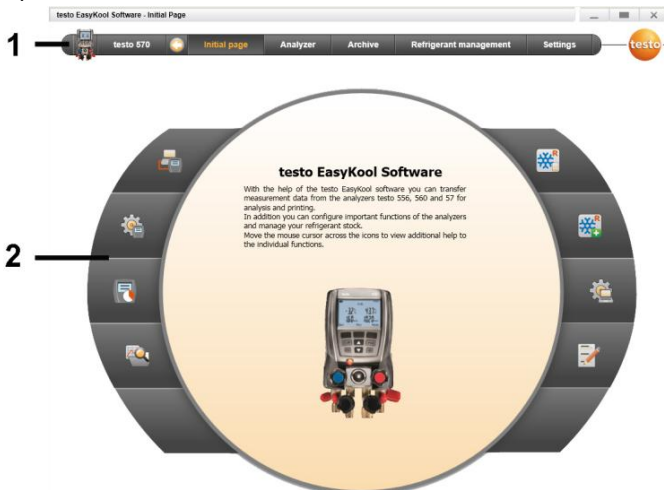 testo EasyKool Software - Initial Page
1
testo 570 Initial page Analyzer Archive Refrigerant management Settings
testo
testo EasyKool Software
With the help of the testo EasyKool software you can transfer
measurement data from the analyzers testo 556, 560 and 57 for
analysis and printing.
In addition you can configure important functions of the analyzers
and manage your refrigerant stock.
Move the mouse cursor across the icons to view additional help to
the individual functions.
2
R
R